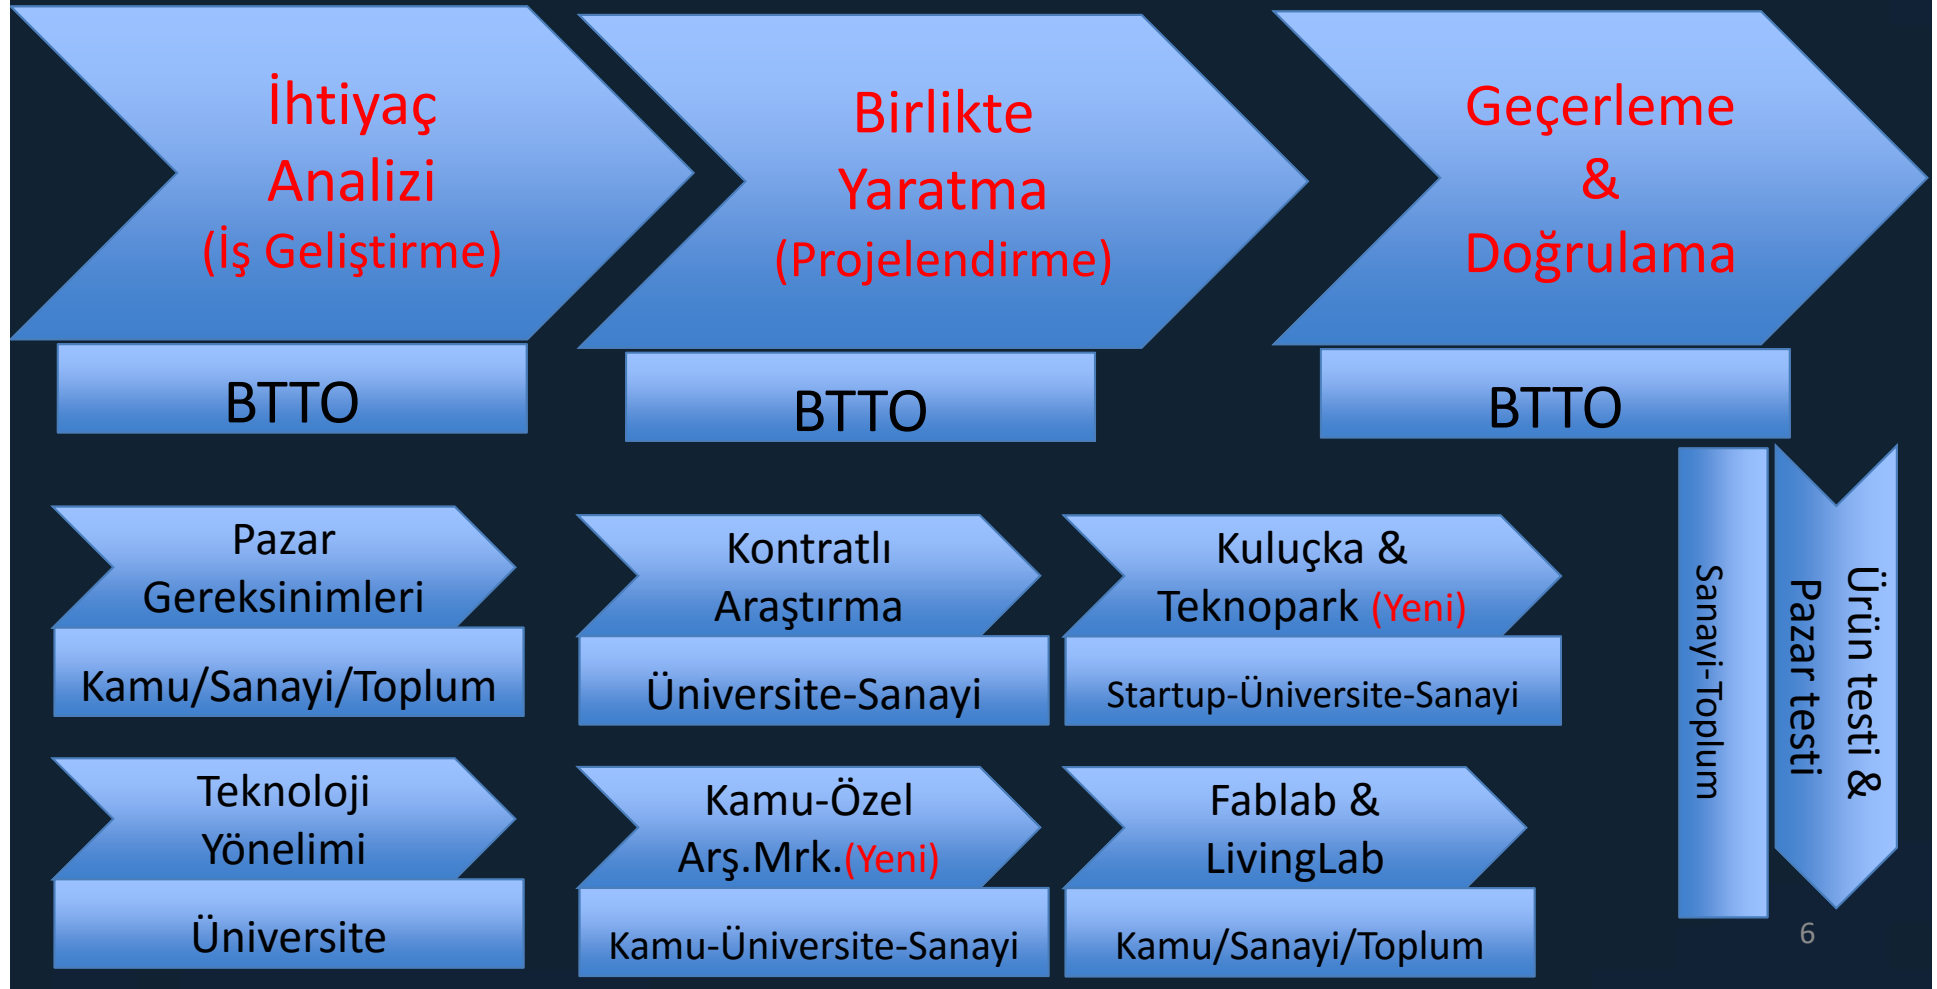 İhtiyaç
Analizi
(İş Geliştirme)
BTTO
Birlikte
Yaratma
(Projelendirme)
BTTO
Geçerleme
&
Doğrulama
BTTO
Pazar
Gereksinimleri
Kamu/Sanayi/Toplum
Kontratlı
Araştırma
Üniversite-Sanayi
Kuluçka &
Teknopark (Yeni)
Startup-Üniversite-Sanayi
Teknoloji
Yönelimi
Üniversite
Kamu-Özel
Arş.Mrk.(Yeni)
Kamu-Üniversite-Sanayi
Fablab &
LivingLab
Kamu/Sanayi/Toplum
Ürün testi &
Pazar testi
Sanayi-Toplum
6